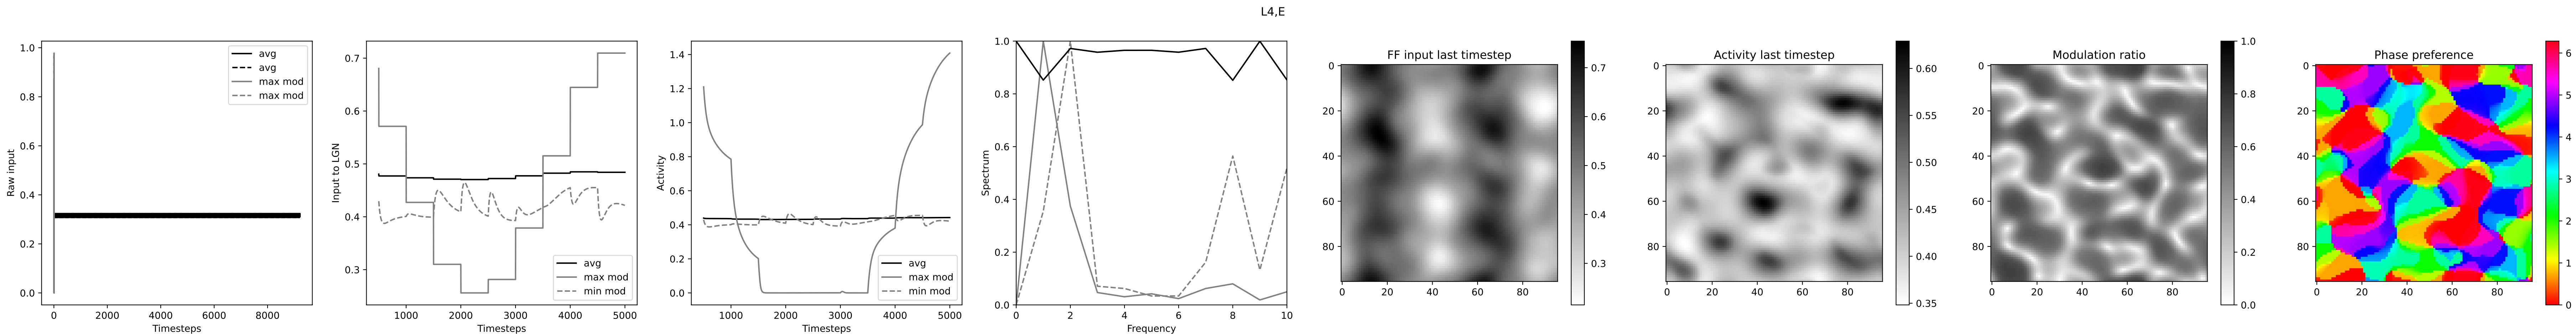 L4,E
Raw input
1.0
0.8
0.6
0.4
0.2
0.0
0 2000 4000 6000 8000
Timesteps
avg
avg
max mod
max mod
Input to LGN
0.7
0.6
0.5
0.4
0.3
1000 2000 3000 4000 5000
Timesteps
avg
max mod
min mod
Activity
1.4
1.2
1.0
0.8
0.6
0.4
0.2
0.0
1000 2000 3000 4000 5000
Timesteps
avg
max mod
min mod
Spectrum
1.0
0.8
0.6
0.4
0.2
0.0
0 2 4 6 8 10
Frequency
FF input last timestep
0
20
40
60
80
0 20 40 60 80
0.7
0.6
0.5
0.4
0.3
Activity last timestep
0
20
40
60
80
0 20 40 60 80
0.60
0.55
0.50
0.45
0.40
0.35
Modulation ratio
0
20
40
60
80
0 20 40 60 80
1.0
0.8
0.6
0.4
0.2
0.0
Phase preference
0
20
40
60
80
0 20 40 60 80
6
5
4
3
2
1
0